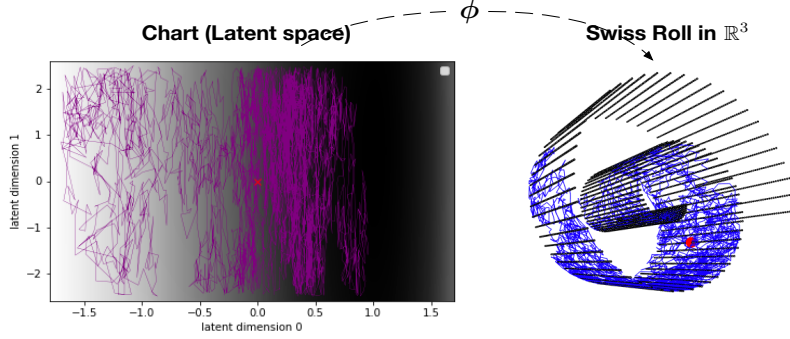 ϕ
Chart (Latent space)
Swiss Roll in ℝ³
latent dimension 1
2
1
0
−1
−2
−1.5
−1.0
−0.5
0.0
0.5
1.0
1.5
latent dimension 0